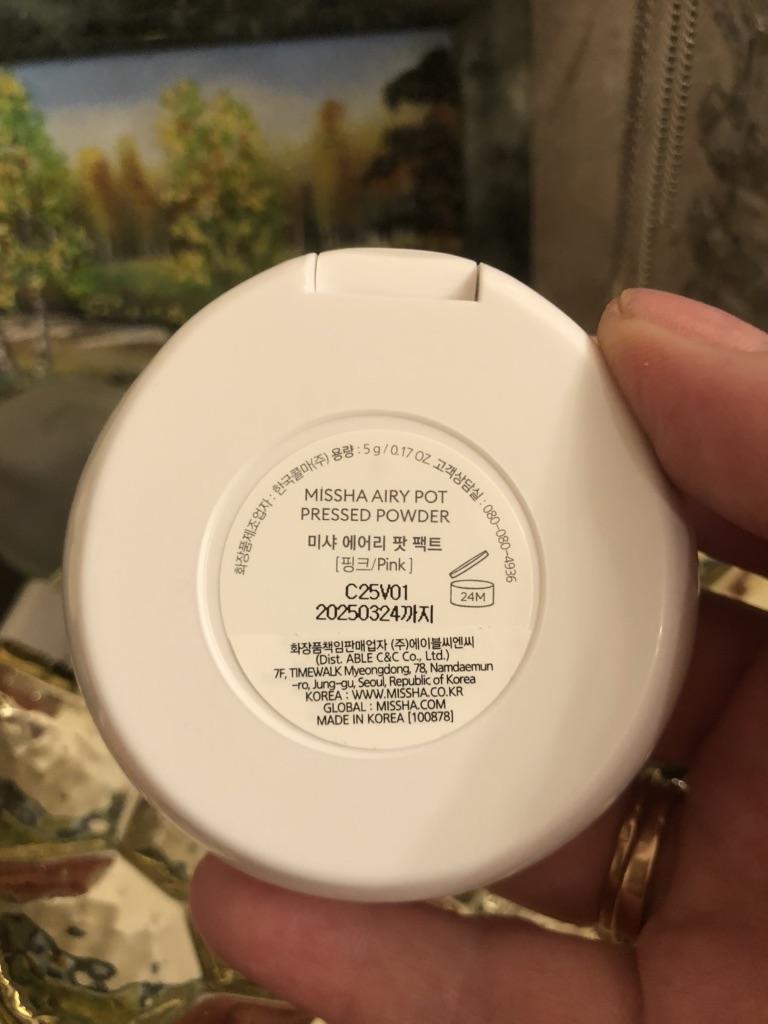 화장품제조업자 : 한국콜마(주) 용량 : 5 g / 0.17 OZ. 고객상담실 : 080-080-4936
MISSHA AIRY POT
PRESSED POWDER
미샤 에어리 팟 팩트
[핑크/Pink]
24M
C25V01
20250324까지
화장품책임판매업자 (주)에이블씨엔씨
(Dist. ABLE C&C Co., Ltd.)
7F, TIMEWALK Myeongdong, 78, Namdaemun
-ro, Jung-gu, Seoul, Republic of Korea
KOREA : WWW.MISSHA.CO.KR
GLOBAL : MISSHA.COM
MADE IN KOREA [100878]